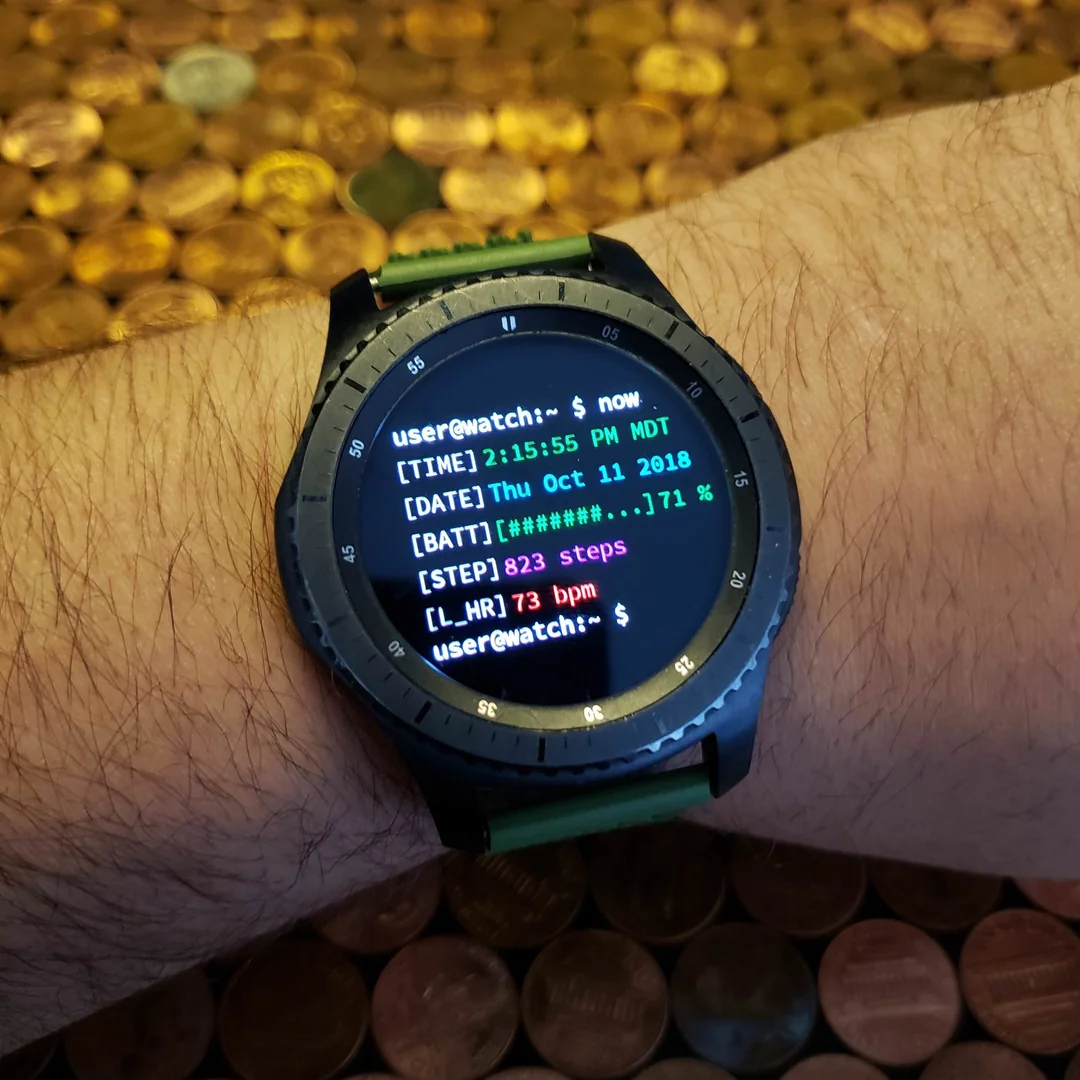 user@watch:~ $ now
[TIME] 2:15:55 PM MDT
[DATE] Thu Oct 11 2018
[BATT] [#######...] 71 %
[STEP] 823 steps
[L_HR] 73 bpm
user@watch:~ $
05
10
15
20
25
30
35
40
45
50
55